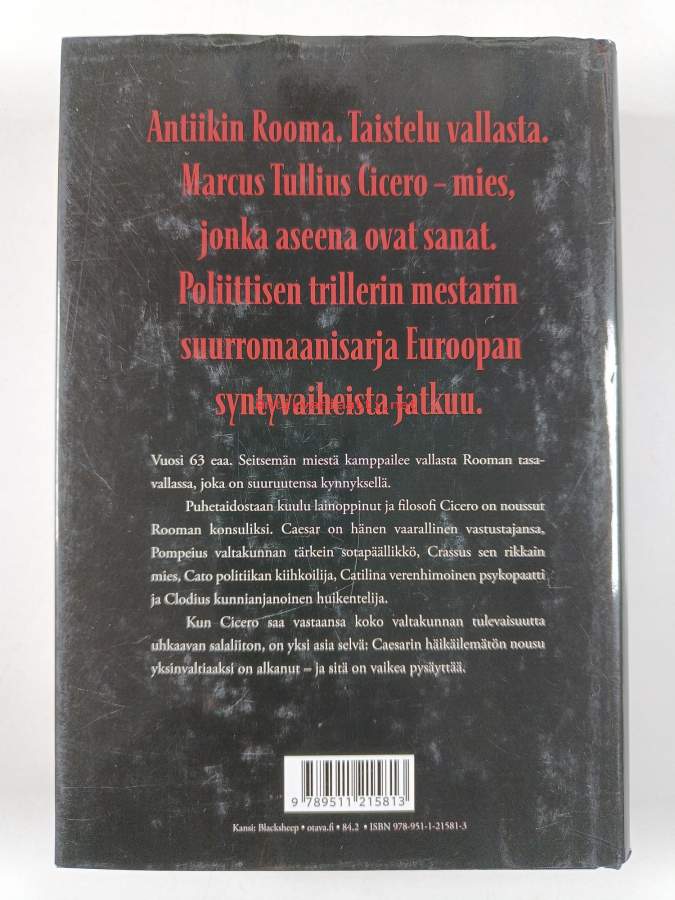 Antiikin Rooma. Taistelu vallasta.
Marcus Tullius Cicero – mies,
jonka aseena ovat sanat.
Poliittisen trillerin mestarin
suurromaanisarja Euroopan
syntyvaiheista jatkuu.
Vuosi 63 eaa. Seitsemän miestä kamppailee vallasta Rooman tasa-
vallassa, joka on suuruutensa kynnyksellä.
Puhetaidostaan kuulu lainoppinut ja filosofi Cicero on noussut
Rooman konsuliksi. Caesar on hänen vaarallinen vastustajansa,
Pompeius valtakunnan tärkein sotapäällikkö, Crassus sen rikkain
mies, Cato politiikan kiihkoilija, Catilina verenhimoinen psykopaatti
ja Clodius kunnianjanoinen huikentelija.
Kun Cicero saa vastaansa koko valtakunnan tulevaisuutta
uhkaavan salaliiton, on yksi asia selvä: Caesarin häikäilemätön nousu
yksinvaltiaaksi on alkanut – ja sitä on vaikea pysäyttää.
9 789511 215813
Kansi: Blacksheep • otava.fi • 84.2 • ISBN 978-951-1-21581-3